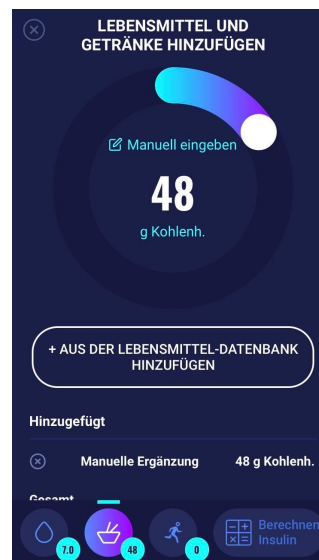 LEBENSMITTEL UND
GETRÄNKE HINZUFÜGEN
Manuell eingeben
48
g Kohlenh.
+ AUS DER LEBENSMITTEL-DATENBANK
HINZUFÜGEN
Hinzugefügt
Manuelle Ergänzung 48 g Kohlenh.
Gesamt
7.0 48 0 Berechnen
Insulin